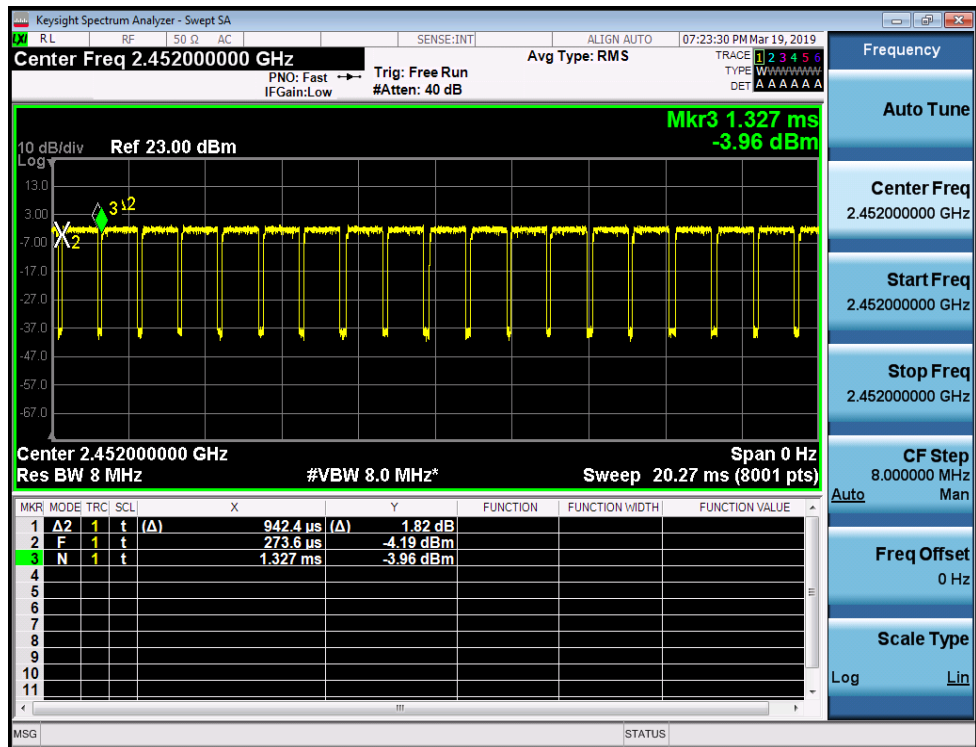 Keysight Spectrum Analyzer - Swept SA
LXI RL RF 50 Ω AC SENSE:INT ALIGN AUTO 07:23:30 PM Mar 19, 2019
Center Freq 2.452000000 GHz
PNO: Fast
IFGain:Low
Trig: Free Run
#Atten: 40 dB
Avg Type: RMS
TRACE 1 2 3 4 5 6
TYPE WWWWWW
DET A A A A A A
Mkr3 1.327 ms
-3.96 dBm
10 dB/div Ref 23.00 dBm
Log
13.0
3.00
-7.00
-17.0
-27.0
-37.0
-47.0
-57.0
-67.0
3 Δ2
2
Center 2.452000000 GHz Span 0 Hz
Res BW 8 MHz #VBW 8.0 MHz* Sweep 20.27 ms (8001 pts)
MKR MODE TRC SCL X Y FUNCTION FUNCTION WIDTH FUNCTION VALUE
1 Δ2 1 t (Δ) 942.4 µs (Δ) 1.82 dB
2 F 1 t 273.6 µs -4.19 dBm
3 N 1 t 1.327 ms -3.96 dBm
4
5
6
7
8
9
10
11
MSG STATUS
Frequency
Auto Tune
Center Freq
2.452000000 GHz
Start Freq
2.452000000 GHz
Stop Freq
2.452000000 GHz
CF Step
8.000000 MHz
Auto Man
Freq Offset
0 Hz
Scale Type
Log Lin